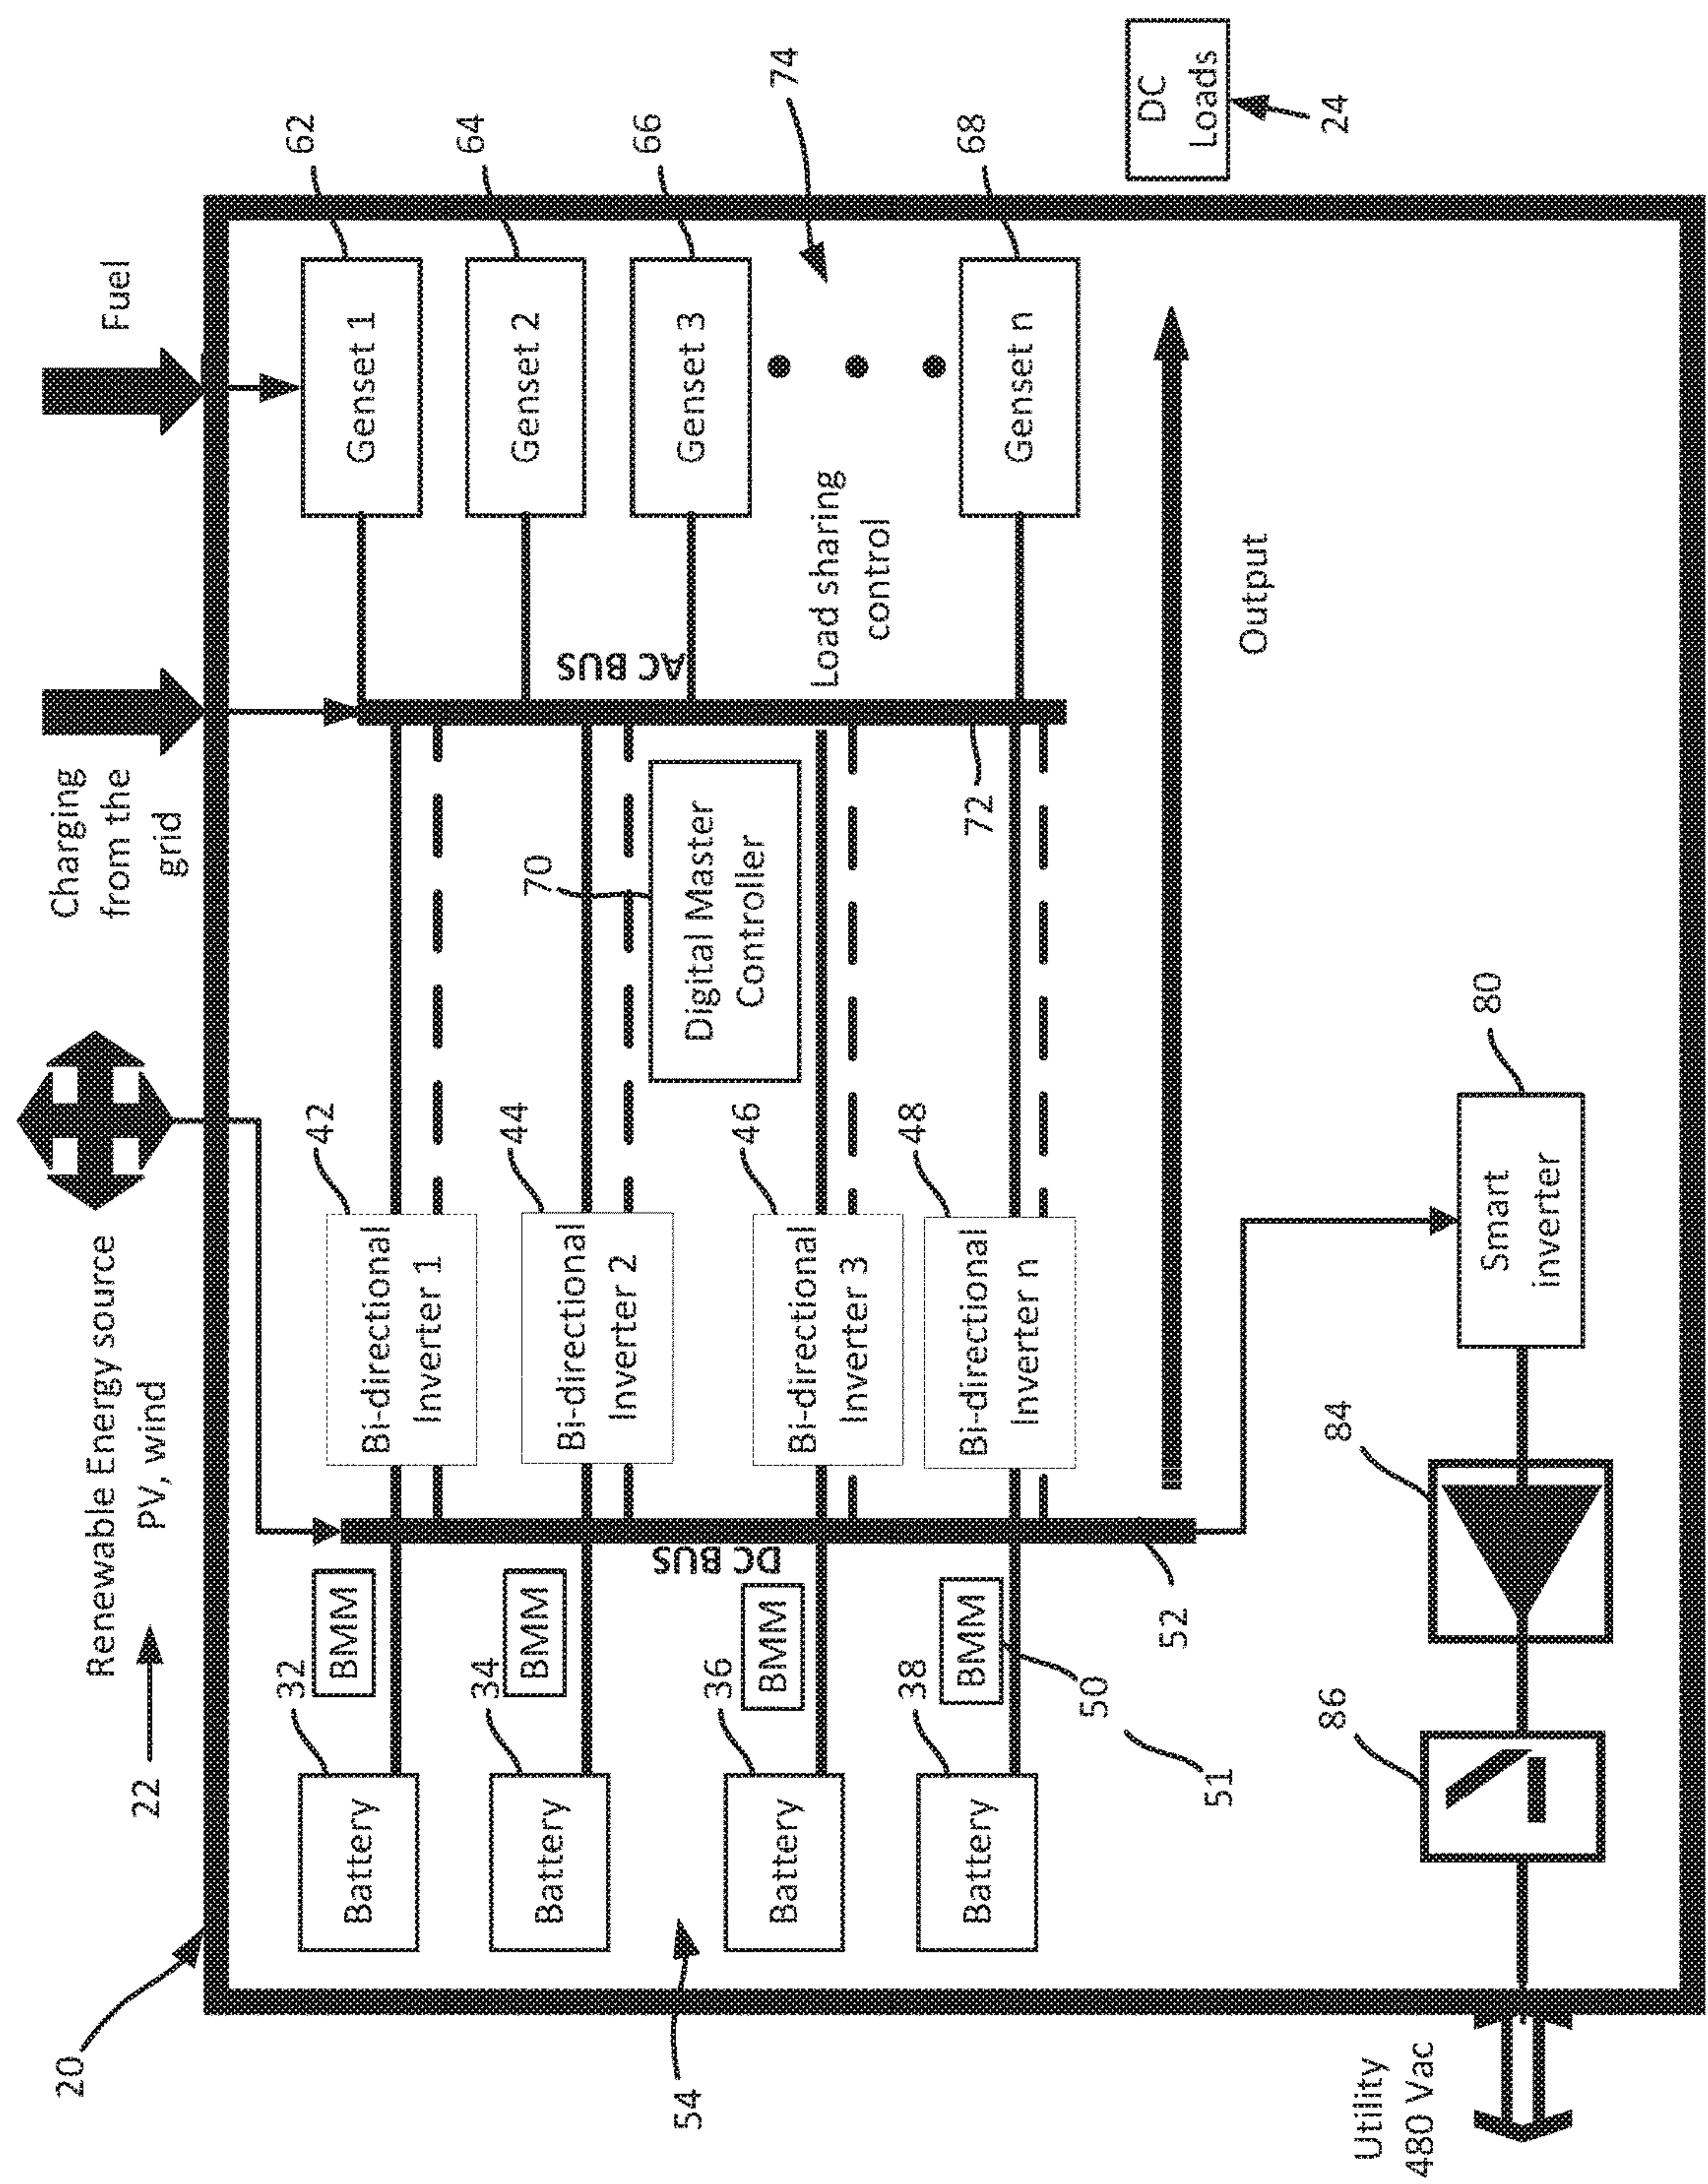 20
22
Renewable Energy source
PV, wind
Charging
from the
grid
Fuel
32
BMM
42
62
Battery
Bi-directional
Inverter 1
Genset 1
34
BMM
44
64
Battery
Bi-directional
Inverter 2
70
AC BUS
Genset 2
DC BUS
Digital Master
Controller
66
Genset 3
36
BMM
46
74
Battery
Bi-directional
Inverter 3
Load sharing
control
54
38
BMM
48
72
68
Battery
Bi-directional
Inverter n
Genset n
50
51
52
DC
Loads
24
Output
86
84
80
Utility
480 Vac
Smart
inverter